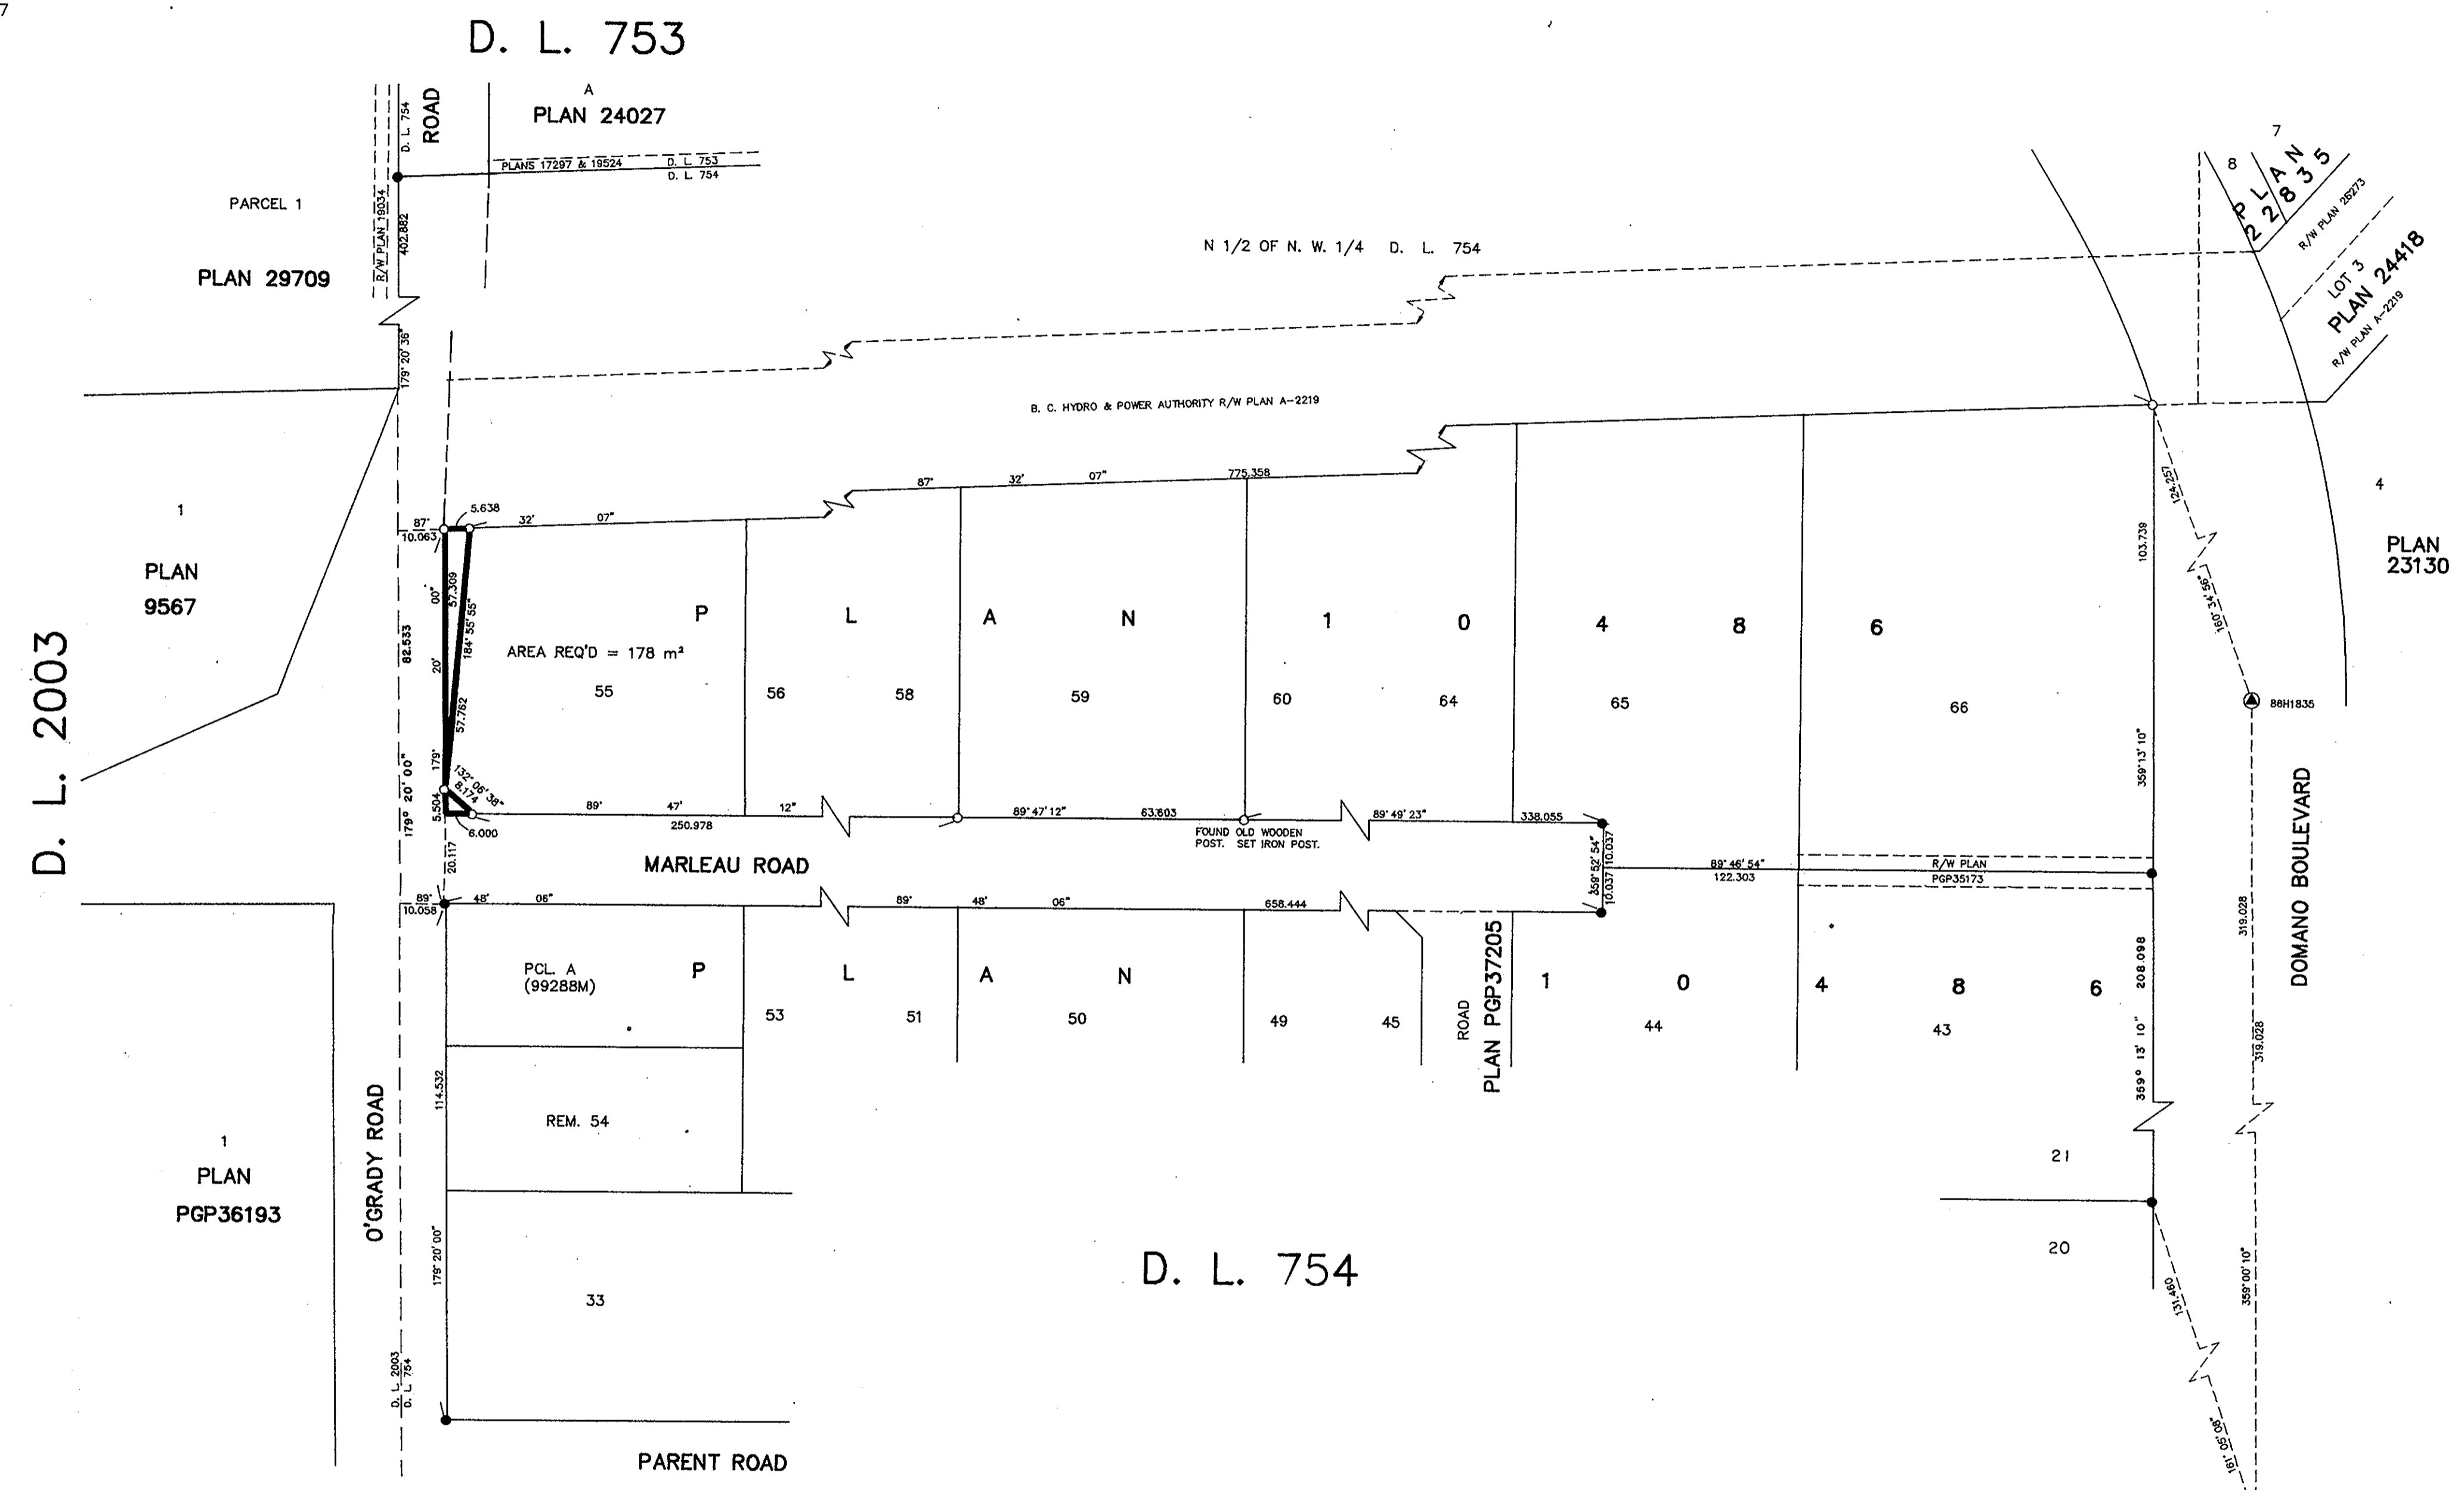 7
D. L. 753
D. L. 754
ROAD
A
PLAN 24027
PLANS 17297 & 19524
D. L. 753
D. L. 754
PARCEL 1
PLAN 29709
R/W PLAN 19034
402.882
179° 20' 36"
N 1/2 OF N. W. 1/4 D. L. 754
7
8
PLAN
22835
R/W PLAN 26273
LOT 3
PLAN 24418
R/W PLAN A-2219
B. C. HYDRO & POWER AUTHORITY R/W PLAN A-2219
87° 32' 07" 775.358
124.257
160° 34' 56"
4
PLAN
23130
103.739
1
PLAN
9567
D. L. 2003
87° 32' 07"
5.638
10.063
00"
20'
179°
57.309
184° 55' 55"
57.762
82.533
179° 20' 00"
132° 06' 38"
8.174
5.504
6.000
20.117
P L A N 1 0 4 8 6
AREA REQ'D = 178 m²
55
56
58
59
60
64
65
66
86H1835
359° 13' 10"
89° 47' 12"
250.978
89° 47' 12" 63.603
FOUND OLD WOODEN
POST. SET IRON POST.
89° 49' 23" 338.055
MARLEAU ROAD
359° 52' 54"
10.037
10.037
89° 46' 54"
122.303
R/W PLAN
PGP35173
DOMANO BOULEVARD
89° 48' 06"
10.058
89° 48' 06" 658.444
319.028
319.028
208.098
359° 13' 10"
PCL. A
(99288M)
P L A N
1 0 4 8 6
53
51
50
49
45
ROAD
PLAN PGP37205
44
43
114.532
REM. 54
O'GRADY ROAD
1
PLAN
PGP36193
179° 20' 00"
33
D. L. 754
21
20
131.460
161° 05' 08"
359° 00' 10"
D. L. 2003
D. L. 754
PARENT ROAD